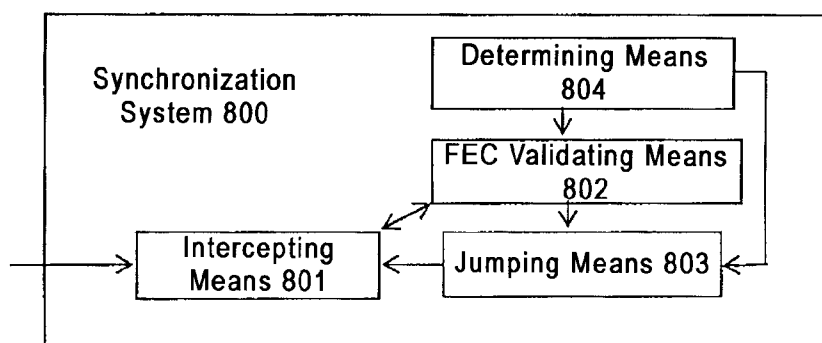 Synchronization
System 800
Determining Means
804
FEC Validating Means
802
Intercepting
Means 801
Jumping Means 803